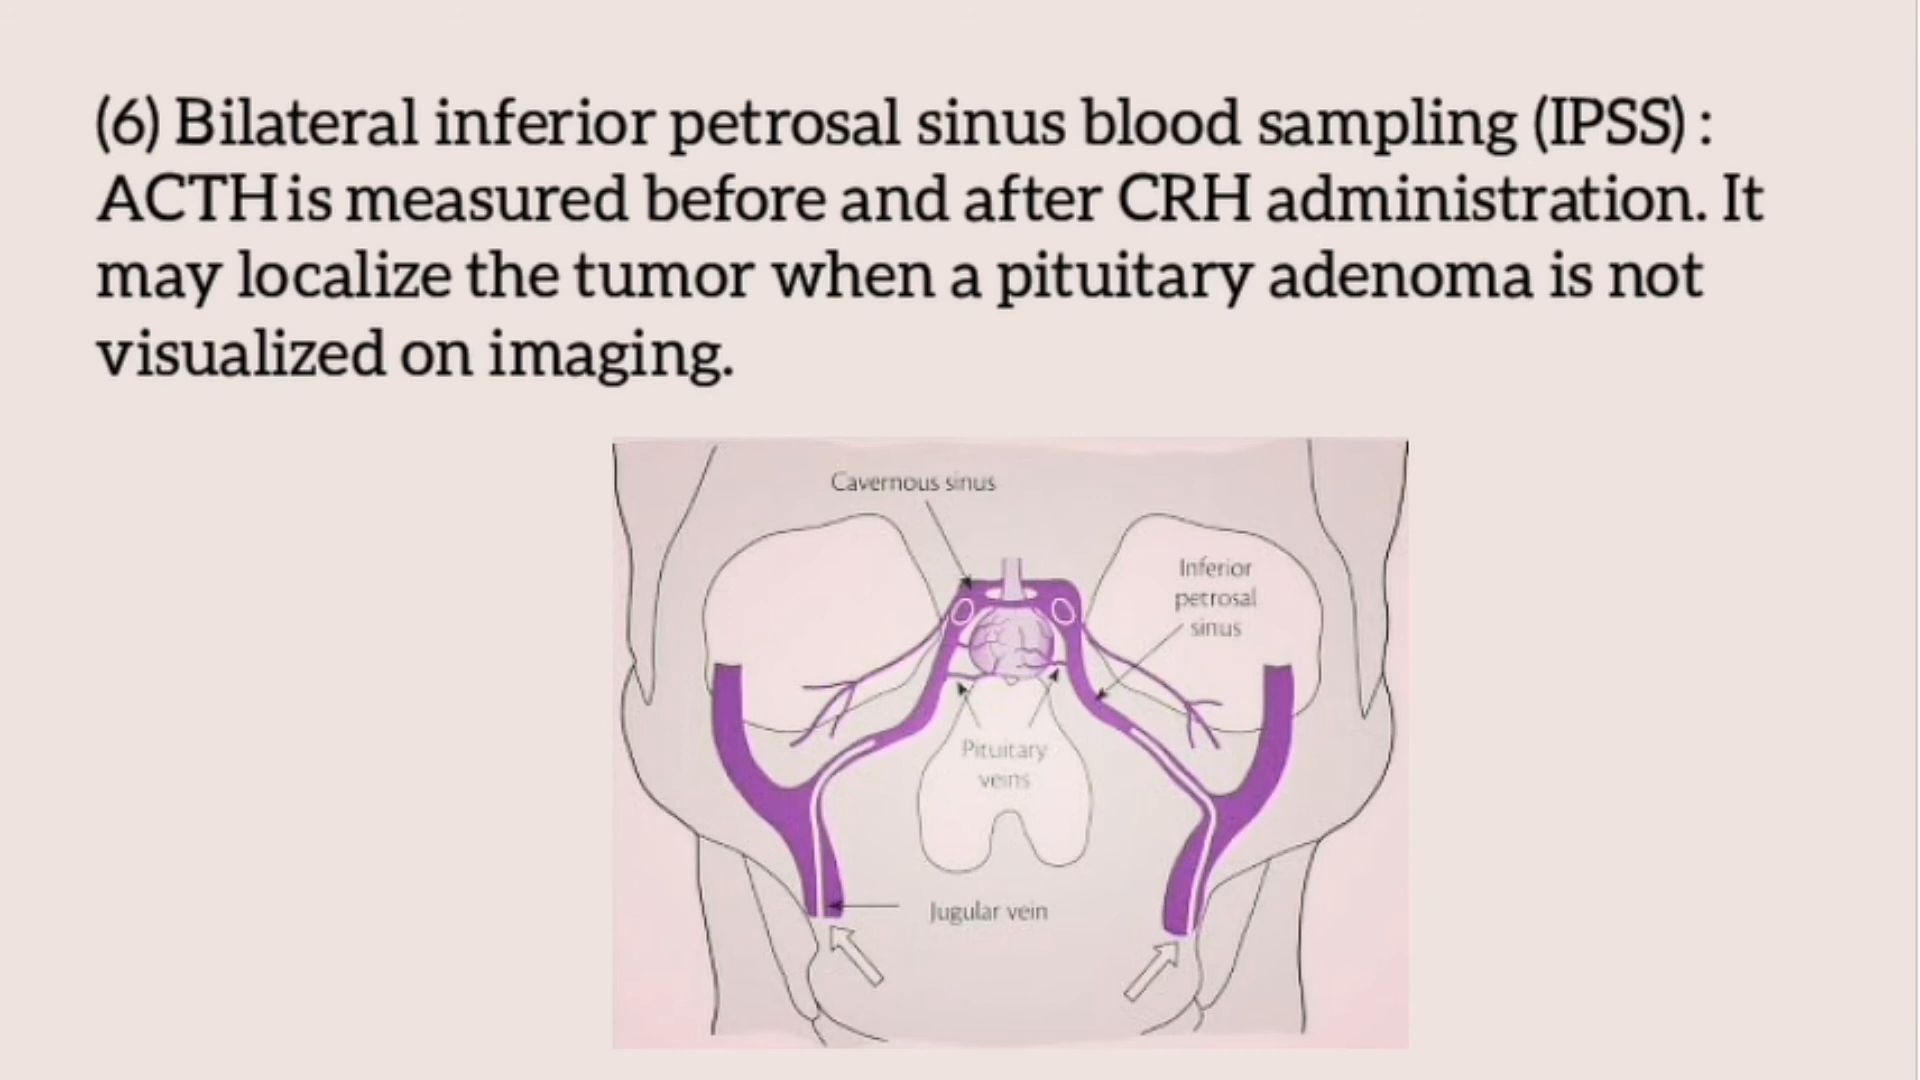 (6) Bilateral inferior petrosal sinus blood sampling (IPSS) :
ACTH is measured before and after CRH administration. It
may localize the tumor when a pituitary adenoma is not
visualized on imaging.
Cavernous sinus
Inferior
petrosal
sinus
Pituitary
veins
Jugular vein